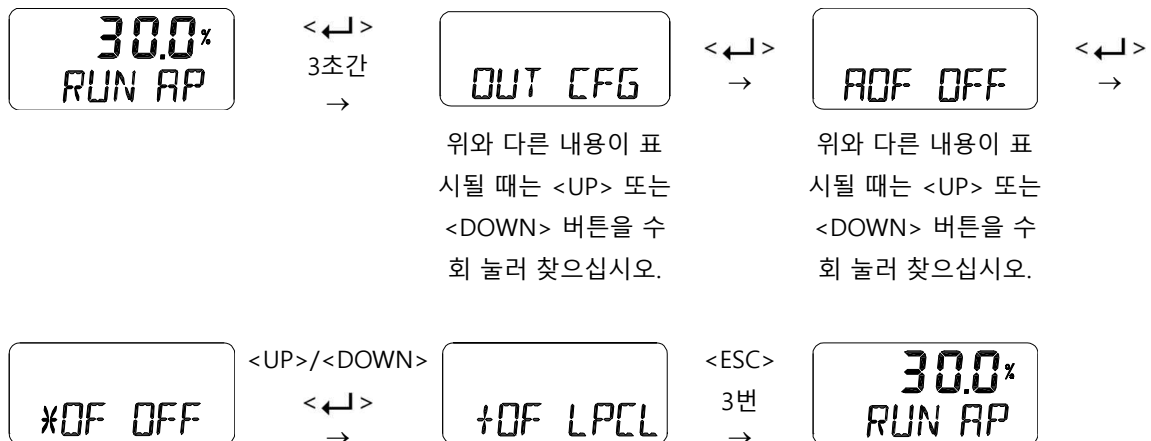 30.0%
RUN AP
<↵>
3초간
→
OUT CFG
<↵>
→
AOF OFF
<↵>
→
위와 다른 내용이 표
시될 때는 <UP> 또는
<DOWN> 버튼을 수
회 눌러 찾으십시오.
위와 다른 내용이 표
시될 때는 <UP> 또는
<DOWN> 버튼을 수
회 눌러 찾으십시오.
*OF OFF
<UP>/<DOWN>
<↵>
→
+OF LPCL
<ESC>
3번
→
30.0%
RUN AP